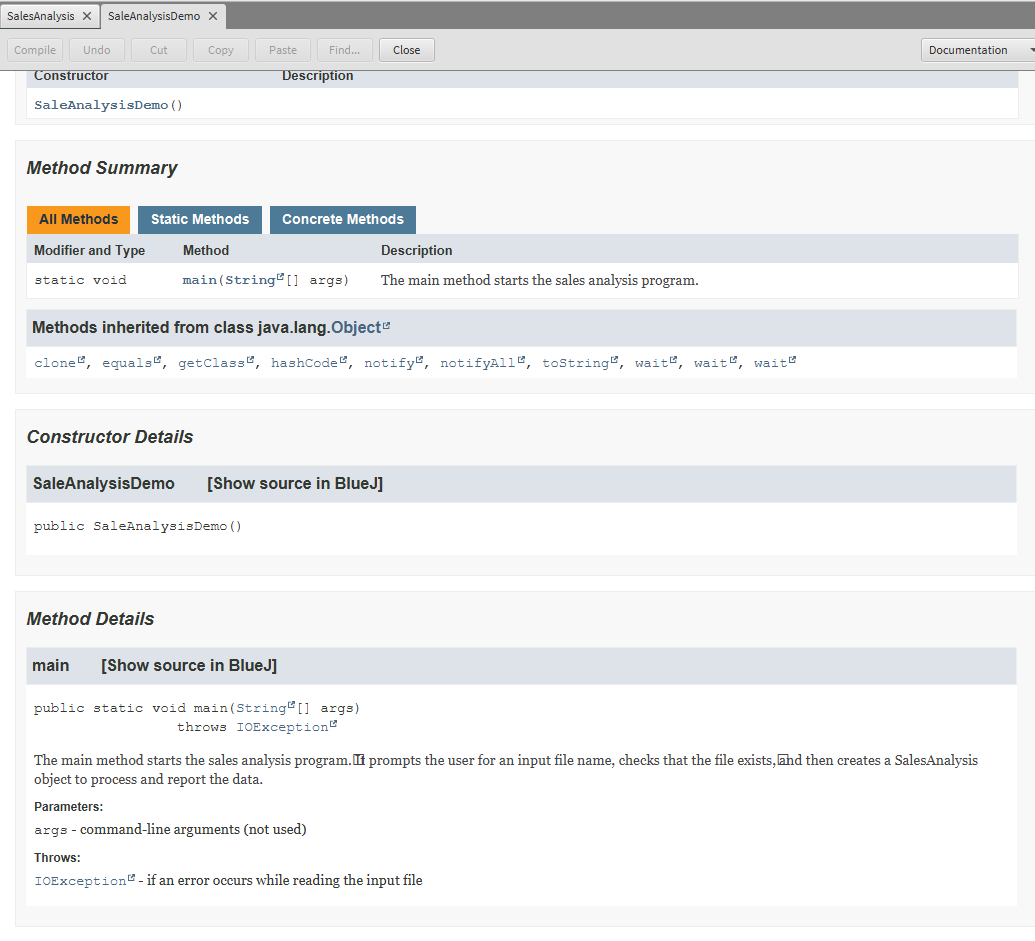 SalesAnalysis SaleAnalysisDemo
Compile Undo Cut Copy Paste Find... Close Documentation
Constructor Description
SaleAnalysisDemo()
Method Summary
All Methods Static Methods Concrete Methods
Modifier and Type Method Description
static void main(String[] args) The main method starts the sales analysis program.
Methods inherited from class java.lang.Object
clone, equals, getClass, hashCode, notify, notifyAll, toString, wait, wait, wait
Constructor Details
SaleAnalysisDemo [Show source in BlueJ]
public SaleAnalysisDemo()
Method Details
main [Show source in BlueJ]
public static void main(String[] args)
throws IOException
The main method starts the sales analysis program. It prompts the user for an input file name, checks that the file exists, and then creates a SalesAnalysis
object to process and report the data.
Parameters:
args - command-line arguments (not used)
Throws:
IOException - if an error occurs while reading the input file